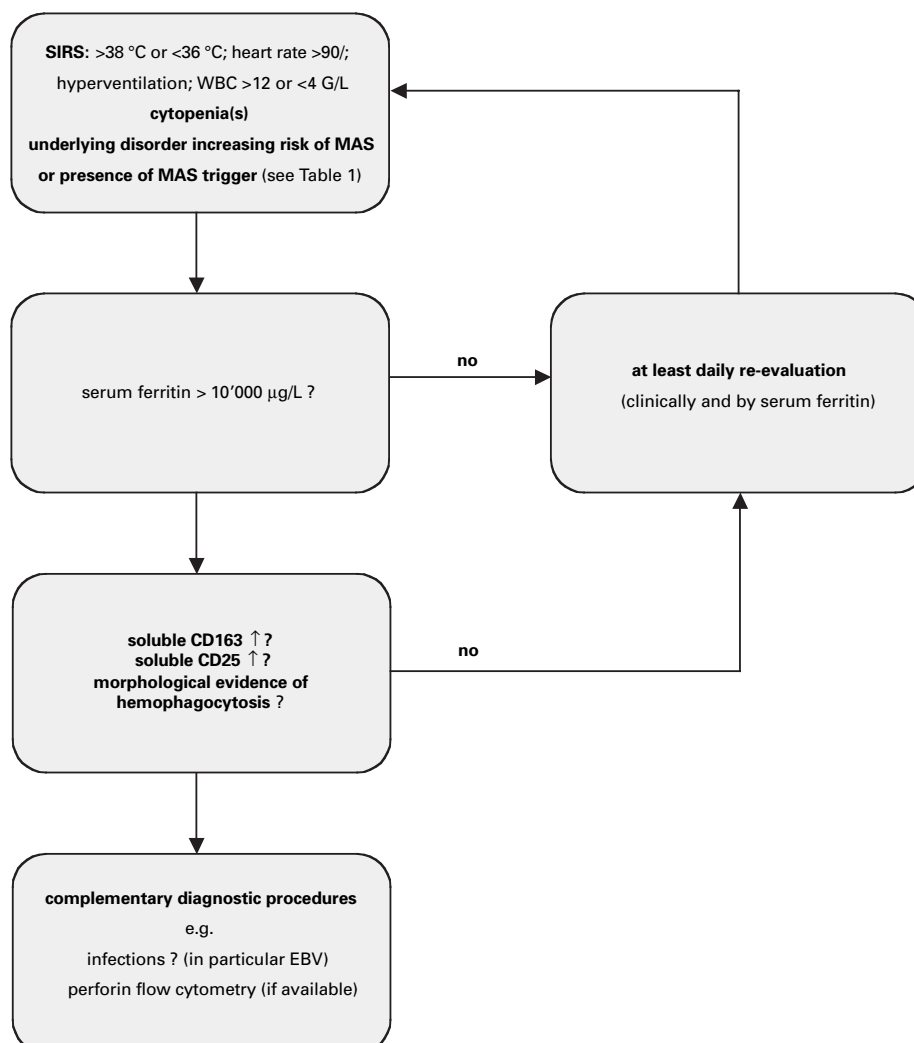 SIRS: >38 °C or <36 °C; heart rate >90/;
hyperventilation; WBC >12 or <4 G/L
cytopenia(s)
underlying disorder increasing risk of MAS
or presence of MAS trigger (see Table 1)
serum ferritin > 10’000 µg/L ?
no
at least daily re-evaluation
(clinically and by serum ferritin)
soluble CD163 ↑ ?
soluble CD25 ↑ ?
morphological evidence of
hemophagocytosis ?
no
complementary diagnostic procedures
e.g.
infections ? (in particular EBV)
perforin flow cytometry (if available)